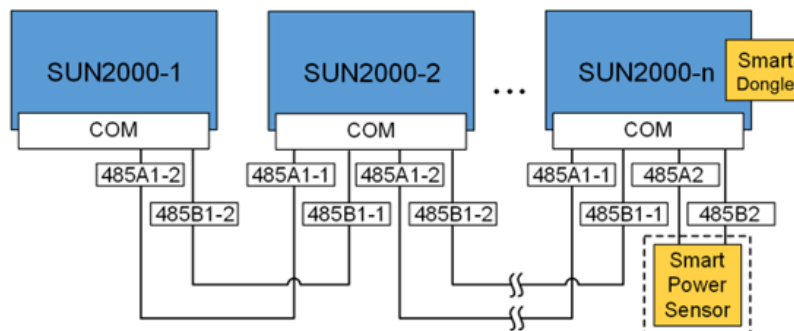 SUN2000-1
SUN2000-2
...
SUN2000-n
Smart
Dongle
COM
COM
COM
485A1-2
485A1-1
485A1-2
485A1-1
485A2
485B1-2
485B1-1
485B1-2
485B1-1
485B2
Smart
Power
Sensor